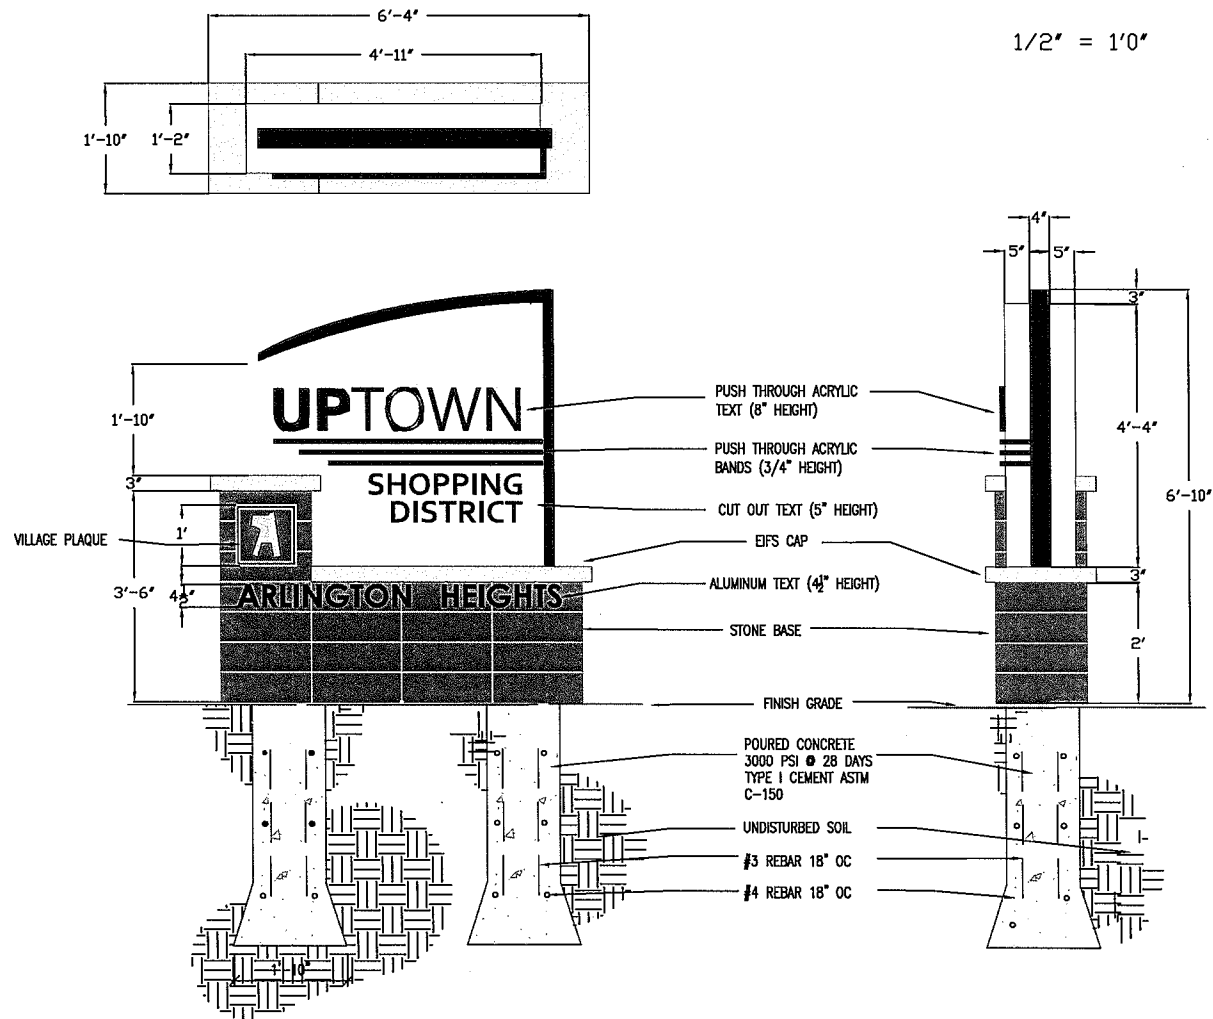 6'-4"
1/2" = 1'0"
4'-11"
1'-10"
1'-2"
4"
5"
5"
3"
1'-10"
UPTOWN
PUSH THROUGH ACRYLIC
TEXT (8" HEIGHT)
4'-4"
PUSH THROUGH ACRYLIC
BANDS (3/4" HEIGHT)
3"
SHOPPING
DISTRICT
6'-10"
CUT OUT TEXT (5" HEIGHT)
VILLAGE PLAQUE
1'
A
EIFS CAP
3"
3'-6"
ARLINGTON HEIGHTS
ALUMINUM TEXT (4½" HEIGHT)
STONE BASE
2'
FINISH GRADE
POURED CONCRETE
3000 PSI @ 28 DAYS
TYPE I CEMENT ASTM
C-150
UNDISTURBED SOIL
#3 REBAR 18" OC
#4 REBAR 18" OC
1'-10"